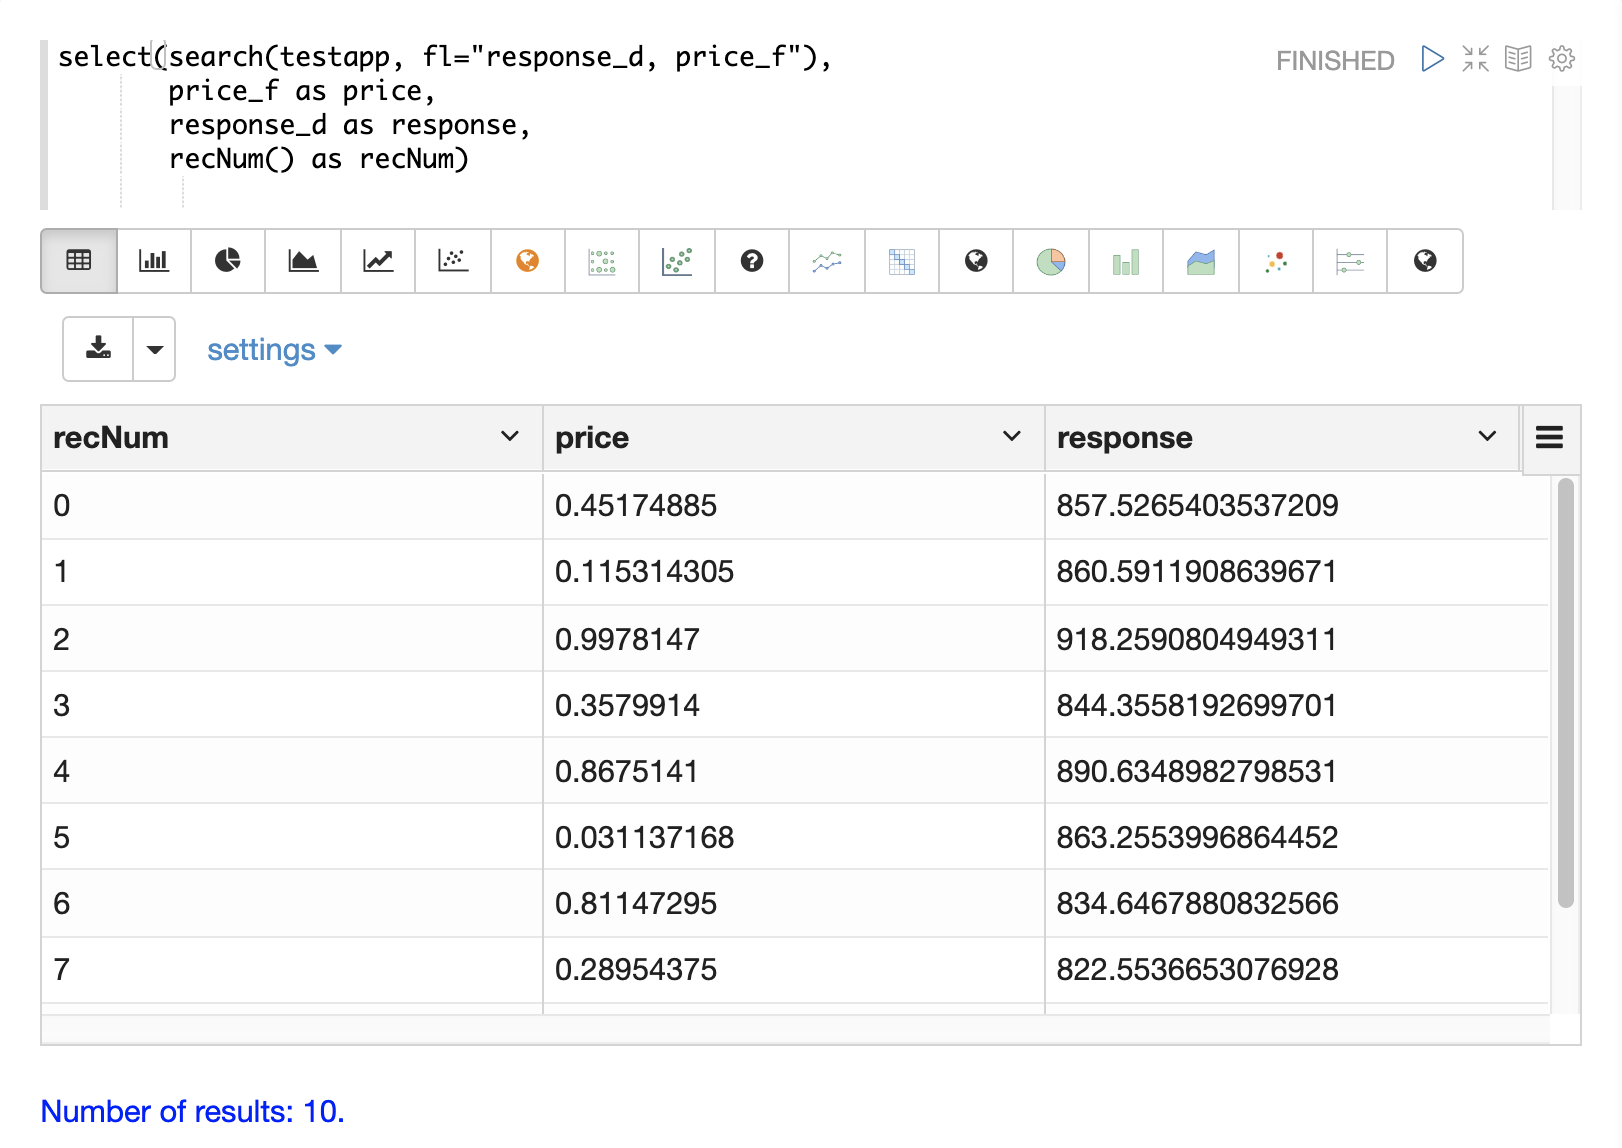 select(search(testapp, fl="response_d, price_f"),
price_f as price,
response_d as response,
recNum() as recNum)
FINISHED
settings
recNum price response
0 0.45174885 857.5265403537209
1 0.115314305 860.5911908639671
2 0.9978147 918.2590804949311
3 0.3579914 844.3558192699701
4 0.8675141 890.6348982798531
5 0.031137168 863.2553996864452
6 0.81147295 834.6467880832566
7 0.28954375 822.5536653076928
Number of results: 10.